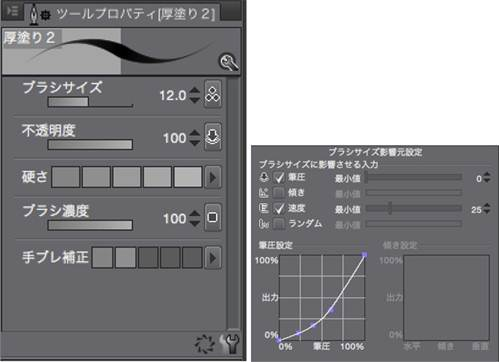 ツールプロパティ[厚塗り２]
厚塗り２
ブラシサイズ 12.0
不透明度 100
硬さ
ブラシ濃度 100
手ブレ補正
ブラシサイズ影響元設定
ブラシサイズに影響させる入力
筆圧 最小値 0
傾き 最小値
速度 最小値 25
ランダム 最小値
筆圧設定 傾き設定
100% 100%
出力 出力
0% 0%
0% 筆圧 100% 水平 傾き 垂直